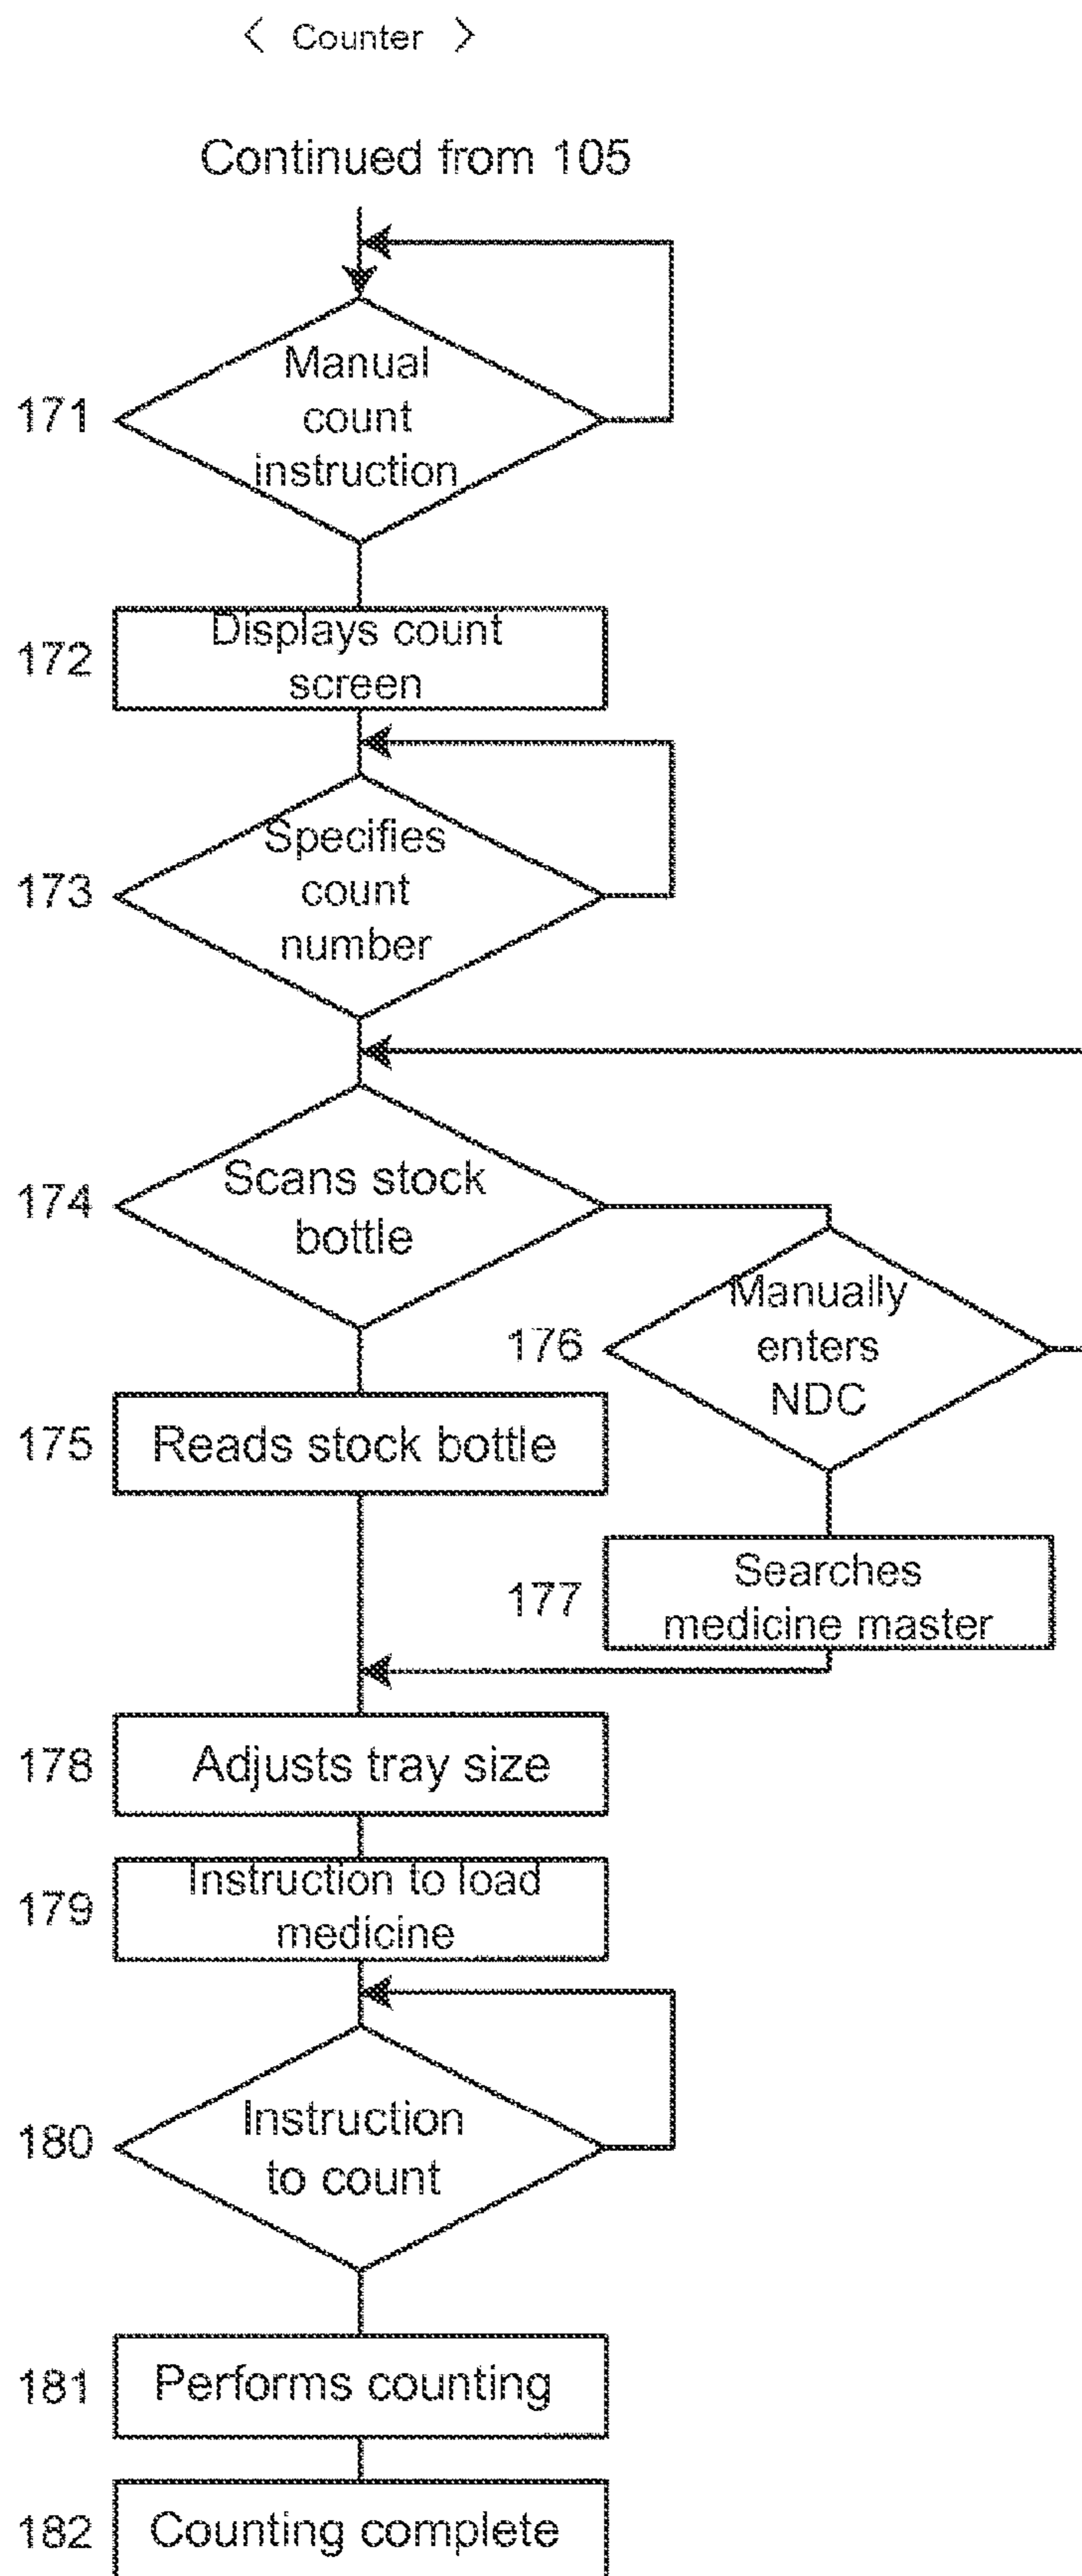 < Counter >
Continued from 105
Manual
count
instruction
171
Displays count
screen
172
Specifies
count
number
173
Scans stock
bottle
174
Manually
enters
NDC
176
175
Reads stock bottle
Searches
medicine master
177
178
Adjusts tray size
Instruction to load
medicine
179
Instruction
to count
180
181
Performs counting
182
Counting complete